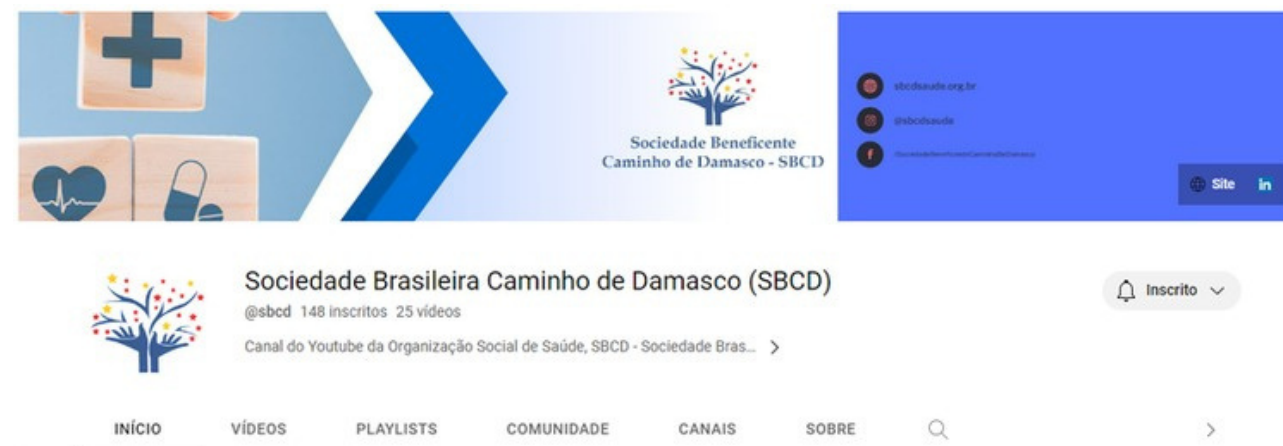 Sociedade Beneficente
Caminho de Damasco - SBCD
sbcdsaude.org.br
@sbcdsaude
Site
in
Sociedade Brasileira Caminho de Damasco (SBCD)
@sbcd 148 inscritos 25 vídeos
Inscrito
Canal do Youtube da Organização Social de Saúde, SBCD - Sociedade Bras...
INÍCIO VÍDEOS PLAYLISTS COMUNIDADE CANAIS SOBRE